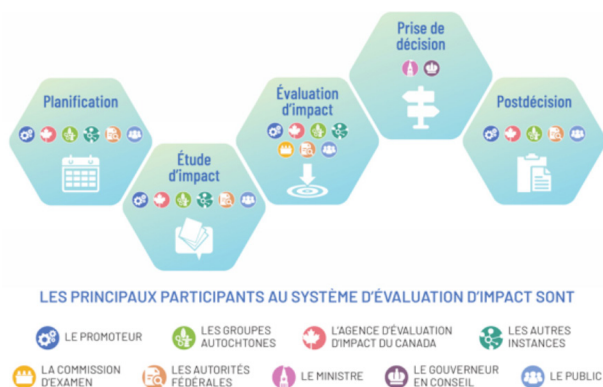 Planification
Étude
d'impact
Évaluation
d'impact
Prise de
décision
Postdécision
LES PRINCIPAUX PARTICIPANTS AU SYSTÈME D'ÉVALUATION D'IMPACT SONT
LE PROMOTEUR
LES GROUPES
AUTOCHTONES
L'AGENCE D'ÉVALUATION
D'IMPACT DU CANADA
LES AUTRES
INSTANCES
LA COMMISSION
D'EXAMEN
LES AUTORITÉS
FÉDÉRALES
LE MINISTRE
LE GOUVERNEUR
EN CONSEIL
LE PUBLIC